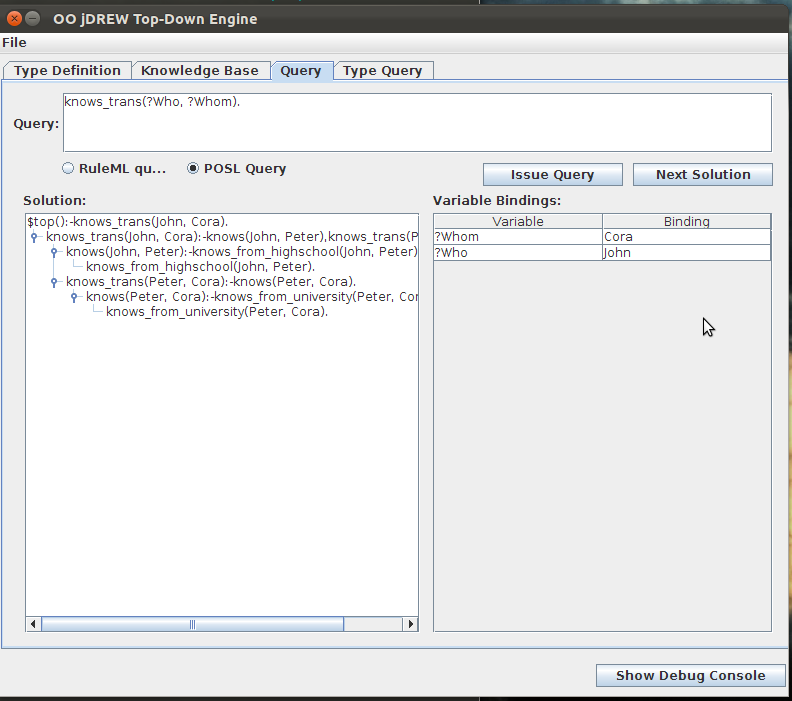 OO jDREW Top-Down Engine
File
Type Definition
Knowledge Base
Query
Type Query
Query:
knows_trans(?Who, ?Whom).
RuleML qu...
POSL Query
Issue Query
Next Solution
Solution:
$top():-knows_trans(John, Cora).
knows_trans(John, Cora):-knows(John, Peter),knows_trans(P
knows(John, Peter):-knows_from_highschool(John, Peter)
knows_from_highschool(John, Peter).
knows_trans(Peter, Cora):-knows(Peter, Cora).
knows(Peter, Cora):-knows_from_university(Peter, Cor
knows_from_university(Peter, Cora).
Variable Bindings:
Variable Binding
?Whom Cora
?Who John
Show Debug Console